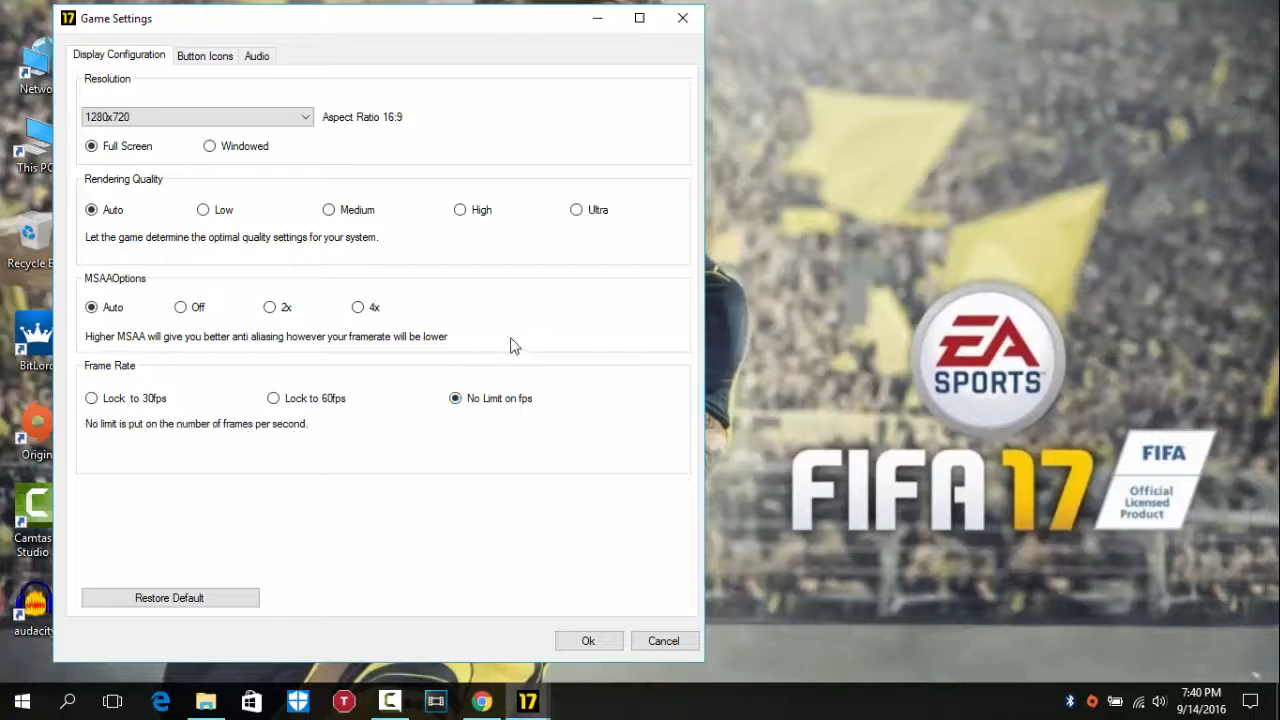 17 Game Settings
Display Configuration Button Icons Audio
Resolution
1280x720 Aspect Ratio 16:9
Full Screen Windowed
Rendering Quality
Auto Low Medium High Ultra
Let the game determine the optimal quality settings for your system.
MSAAOptions
Auto Off 2x 4x
Higher MSAA will give you better anti aliasing however your framerate will be lower
Frame Rate
Lock to 30fps Lock to 60fps No Limit on fps
No limit is put on the number of frames per second.
Restore Default
Ok Cancel
Netwo
This PC
Recycle B
BitLord
Origin
Camtas
Studio
audacity
EA
SPORTS
FIFA 17
FIFA
Official
Licensed
Product
T
C
17
7:40 PM
9/14/2016